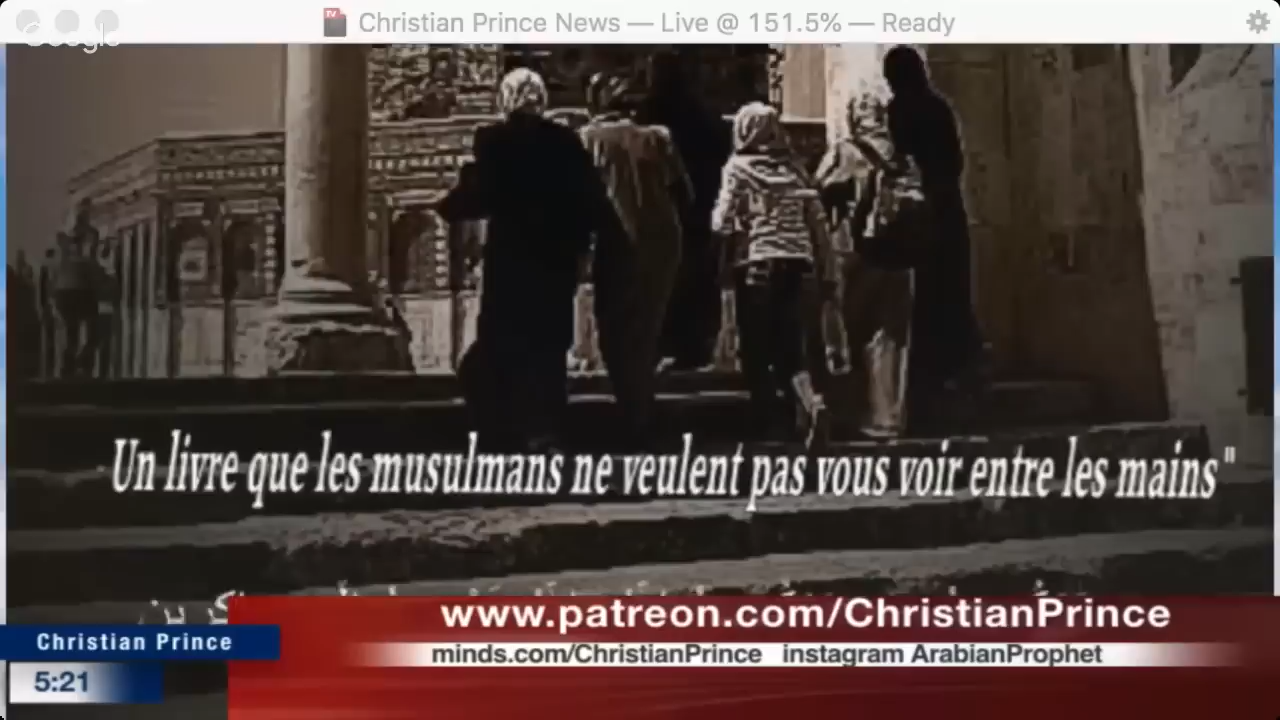 Christian Prince News — Live @ 151.5% — Ready
Google
Un livre que les musulmans ne veulent pas vous voir entre les mains"
www.patreon.com/ChristianPrince
Christian Prince
minds.com/ChristianPrince instagram ArabianProphet
5:21